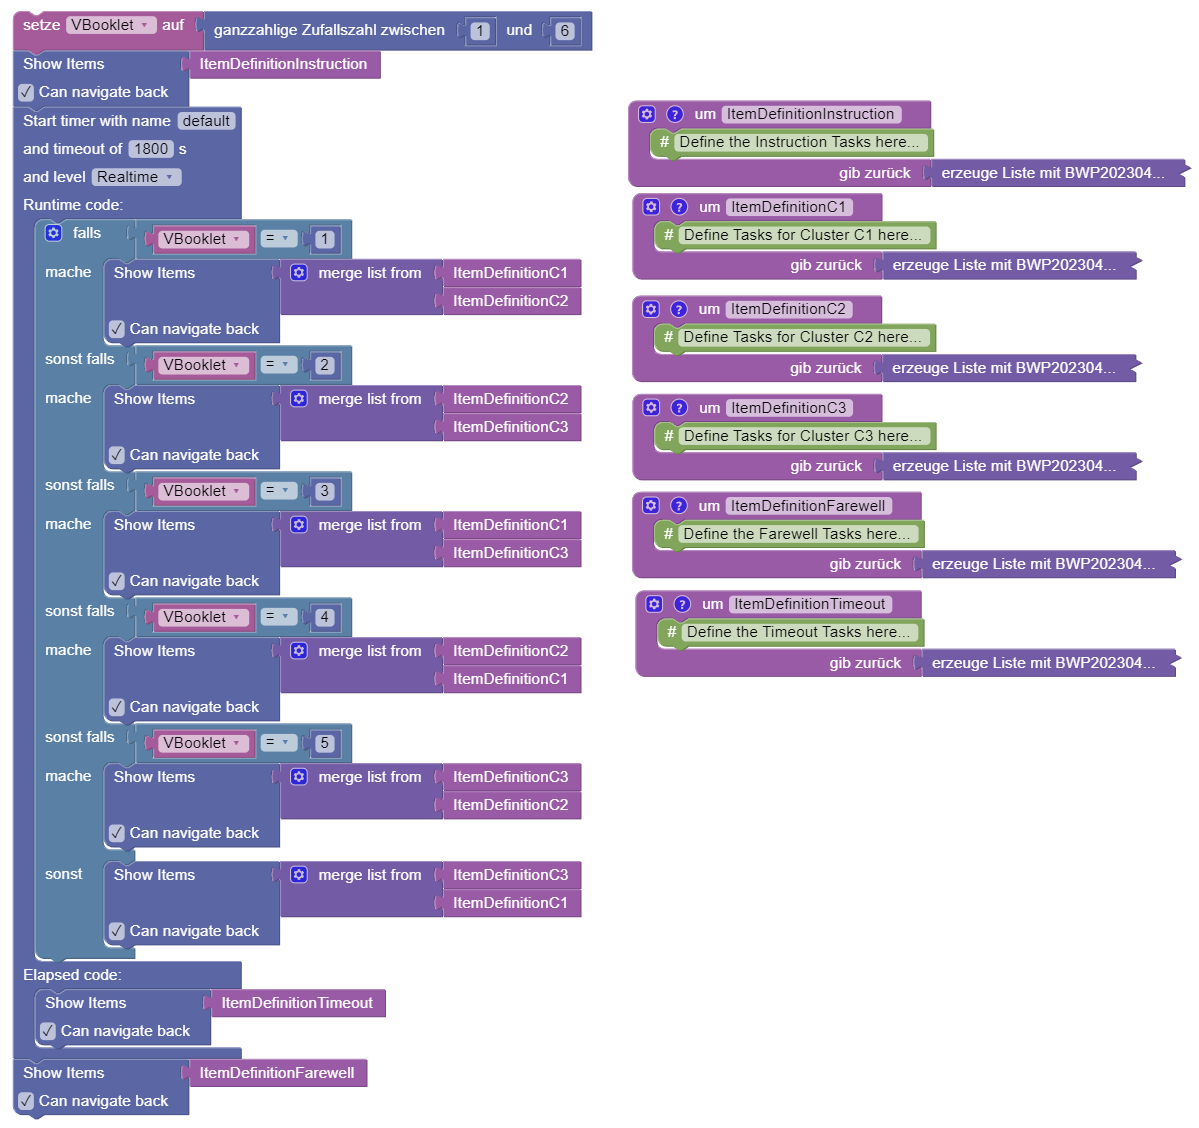 setze VBooklet auf ganzzahlige Zufallszahl zwischen 1 und 6
Show Items ItemDefinitionInstruction
Can navigate back
Start timer with name default
and timeout of 1800 s
and level Realtime
Runtime code:
falls VBooklet = 1
mache Show Items merge list from ItemDefinitionC1
ItemDefinitionC2
Can navigate back
sonst falls VBooklet = 2
mache Show Items merge list from ItemDefinitionC2
ItemDefinitionC3
Can navigate back
sonst falls VBooklet = 3
mache Show Items merge list from ItemDefinitionC1
ItemDefinitionC3
Can navigate back
sonst falls VBooklet = 4
mache Show Items merge list from ItemDefinitionC2
ItemDefinitionC1
Can navigate back
sonst falls VBooklet = 5
mache Show Items merge list from ItemDefinitionC3
ItemDefinitionC2
Can navigate back
sonst Show Items merge list from ItemDefinitionC3
ItemDefinitionC1
Can navigate back
Elapsed code:
Show Items ItemDefinitionTimeout
Can navigate back
Show Items ItemDefinitionFarewell
Can navigate back
? um ItemDefinitionInstruction
# Define the Instruction Tasks here...
gib zurück erzeuge Liste mit BWP202304...
? um ItemDefinitionC1
# Define Tasks for Cluster C1 here...
gib zurück erzeuge Liste mit BWP202304...
? um ItemDefinitionC2
# Define Tasks for Cluster C2 here...
gib zurück erzeuge Liste mit BWP202304...
? um ItemDefinitionC3
# Define Tasks for Cluster C3 here...
gib zurück erzeuge Liste mit BWP202304...
? um ItemDefinitionFarewell
# Define the Farewell Tasks here...
gib zurück erzeuge Liste mit BWP202304...
? um ItemDefinitionTimeout
# Define the Timeout Tasks here...
gib zurück erzeuge Liste mit BWP202304...